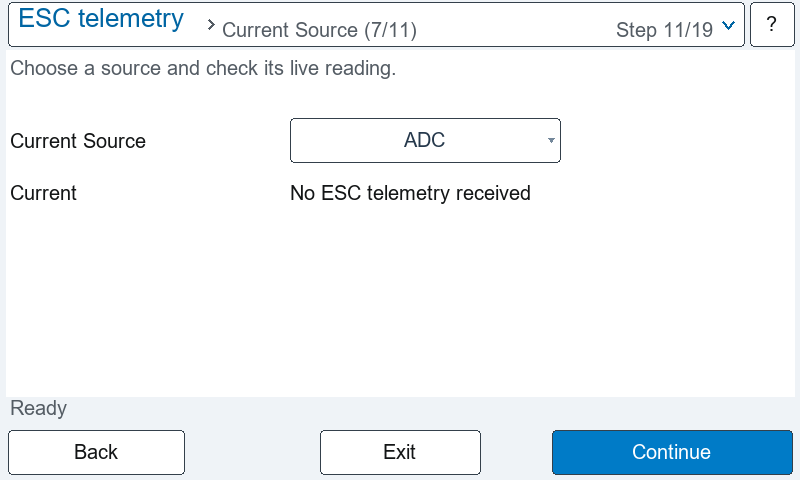 ESC telemetry > Current Source (7/11) Step 11/19 ?
Choose a source and check its live reading.
Current Source ADC
Current No ESC telemetry received
Ready
Back Exit Continue